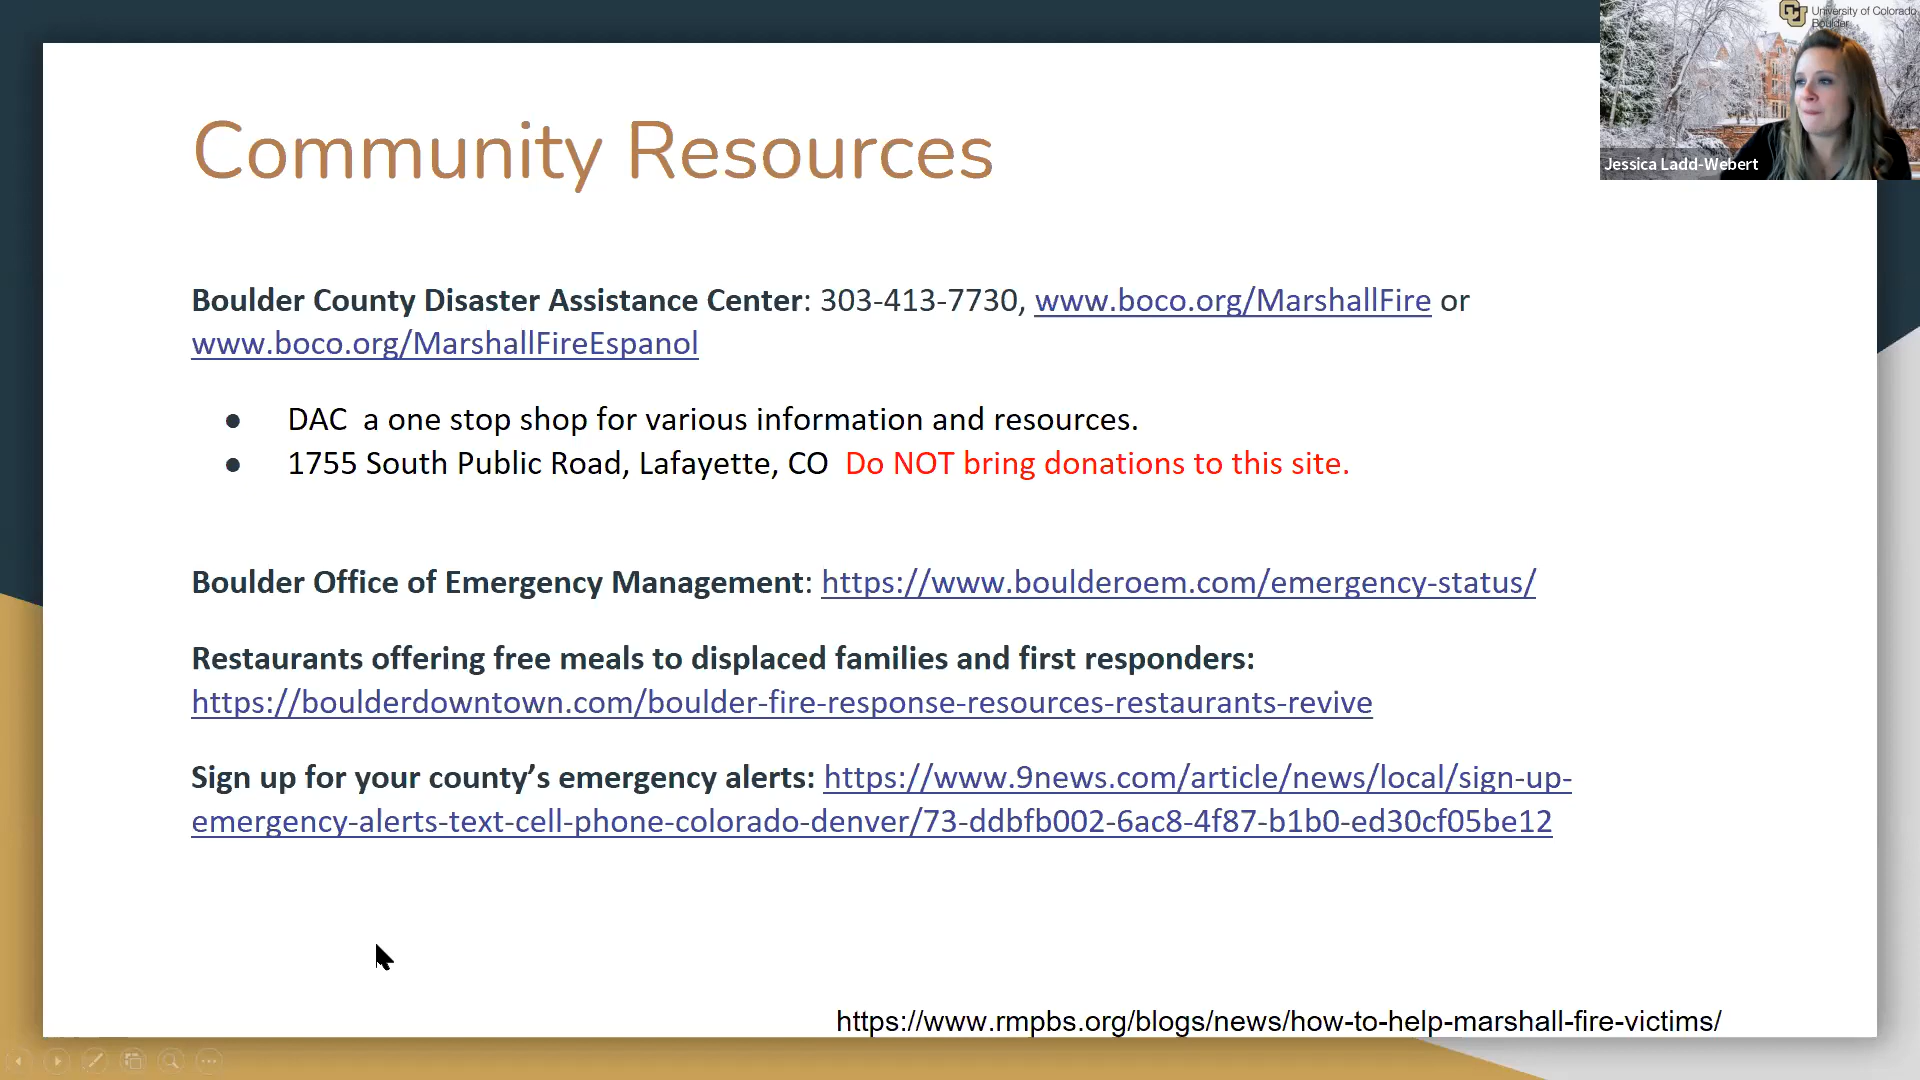 University of Colorado
Boulder
Jessica Ladd-Webert
Community Resources
Boulder County Disaster Assistance Center: 303-413-7730, www.boco.org/MarshallFire or
www.boco.org/MarshallFireEspanol
● DAC a one stop shop for various information and resources.
● 1755 South Public Road, Lafayette, CO Do NOT bring donations to this site.
Boulder Office of Emergency Management: https://www.boulderoem.com/emergency-status/
Restaurants offering free meals to displaced families and first responders:
https://boulderdowntown.com/boulder-fire-response-resources-restaurants-revive
Sign up for your county’s emergency alerts: https://www.9news.com/article/news/local/sign-up-
emergency-alerts-text-cell-phone-colorado-denver/73-ddbfb002-6ac8-4f87-b1b0-ed30cf05be12
https://www.rmpbs.org/blogs/news/how-to-help-marshall-fire-victims/